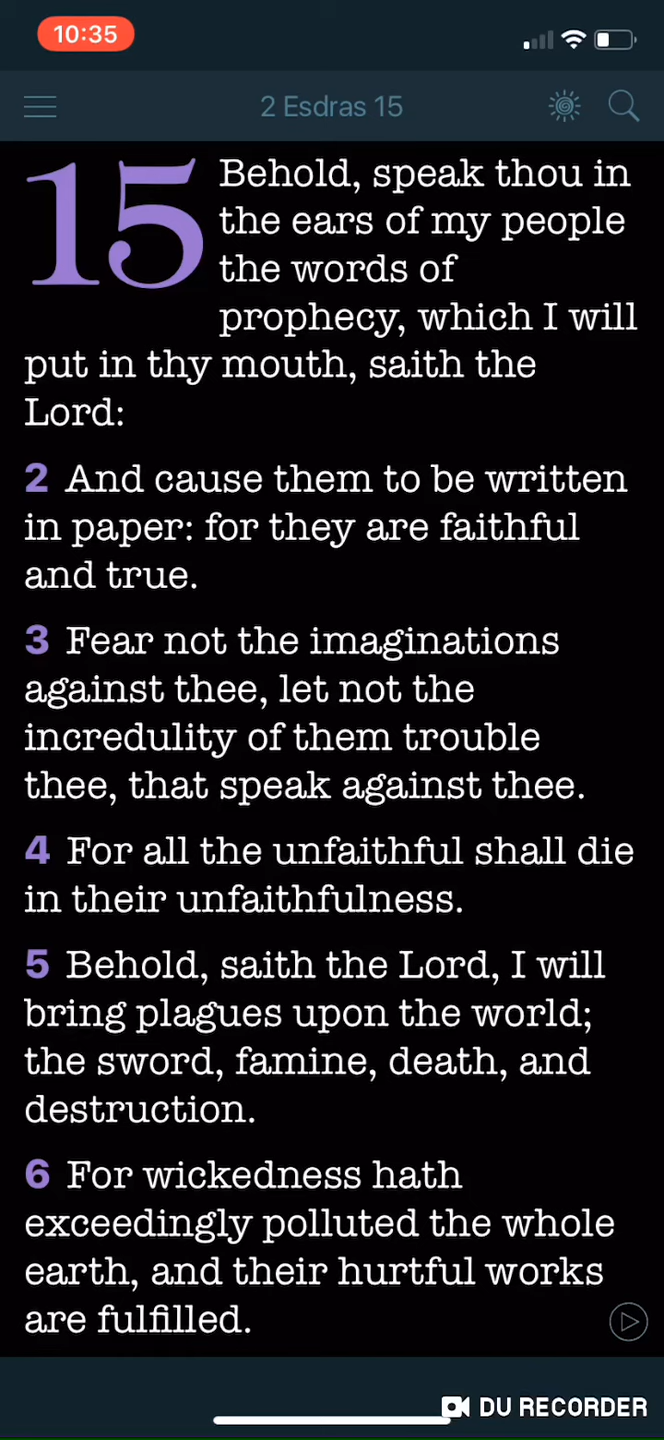 10:35
2 Esdras 15
15 Behold, speak thou in
the ears of my people
the words of
prophecy, which I will
put in thy mouth, saith the
Lord:
2 And cause them to be written
in paper: for they are faithful
and true.
3 Fear not the imaginations
against thee, let not the
incredulity of them trouble
thee, that speak against thee.
4 For all the unfaithful shall die
in their unfaithfulness.
5 Behold, saith the Lord, I will
bring plagues upon the world;
the sword, famine, death, and
destruction.
6 For wickedness hath
exceedingly polluted the whole
earth, and their hurtful works
are fulfilled.
DU RECORDER